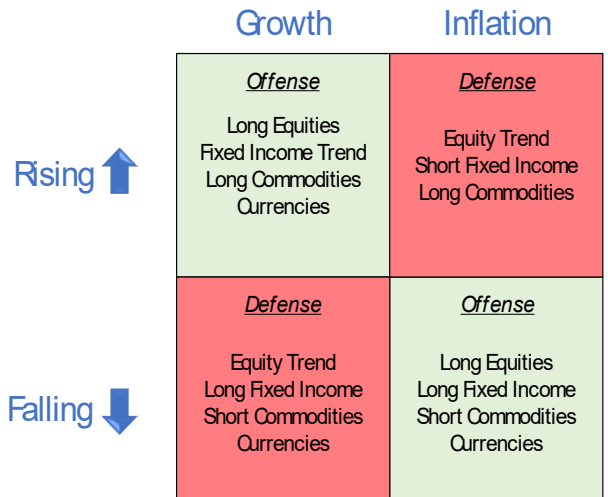 Growth
Inflation
Rising
Offense
Long Equities
Fixed Income Trend
Long Commodities
Currencies
Defense
Equity Trend
Short Fixed Income
Long Commodities
Falling
Defense
Equity Trend
Long Fixed Income
Short Commodities
Currencies
Offense
Long Equities
Long Fixed Income
Short Commodities
Currencies